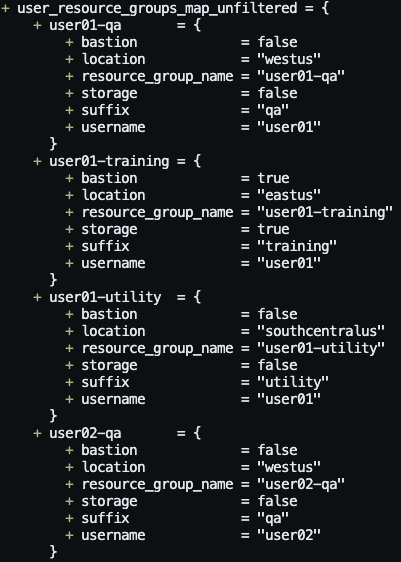 + user_resource_groups_map_unfiltered = {
    + user01-qa       = {
        + bastion             = false
        + location            = "westus"
        + resource_group_name = "user01-qa"
        + storage             = false
        + suffix              = "qa"
        + username            = "user01"
      }
    + user01-training = {
        + bastion             = true
        + location            = "eastus"
        + resource_group_name = "user01-training"
        + storage             = true
        + suffix              = "training"
        + username            = "user01"
      }
    + user01-utility  = {
        + bastion             = false
        + location            = "southcentralus"
        + resource_group_name = "user01-utility"
        + storage             = false
        + suffix              = "utility"
        + username            = "user01"
      }
    + user02-qa       = {
        + bastion             = false
        + location            = "westus"
        + resource_group_name = "user02-qa"
        + storage             = false
        + suffix              = "qa"
        + username            = "user02"
      }